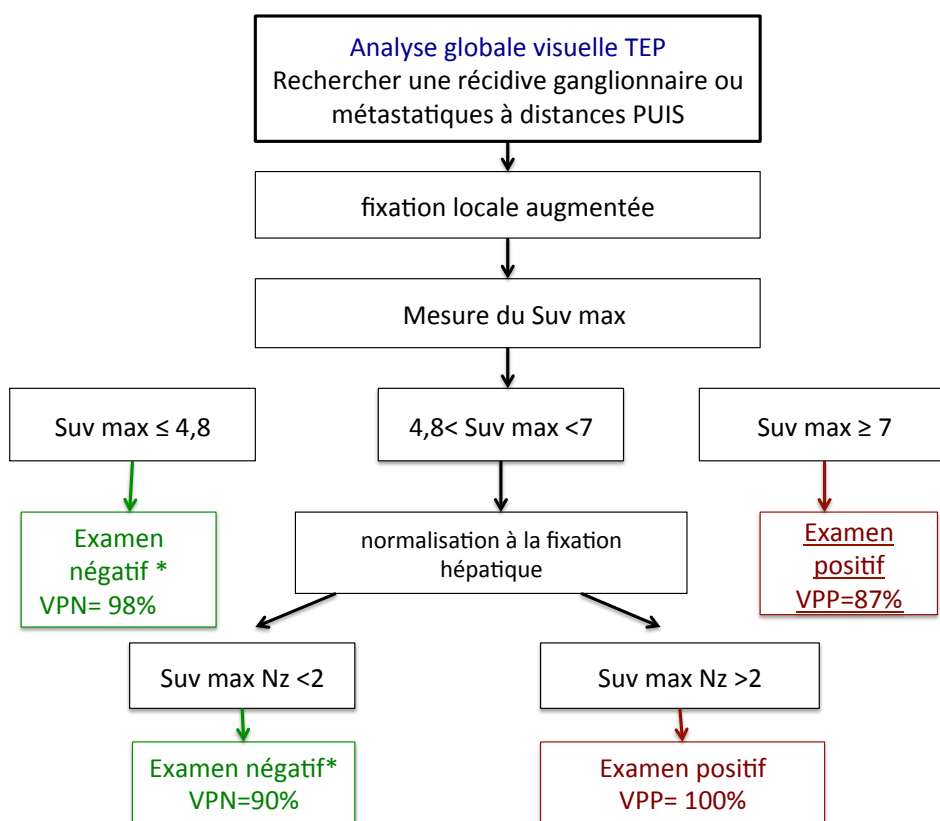 Analyse globale visuelle TEP
Rechercher une récidive ganglionnaire ou
métastatiques à distances PUIS
fixation locale augmentée
Mesure du Suv max
Suv max ≤ 4,8
4,8< Suv max <7
Suv max ≥ 7
Examen
négatif *
VPN= 98%
normalisation à la fixation
hépatique
Examen
positif
VPP=87%
Suv max Nz <2
Suv max Nz >2
Examen négatif*
VPN=90%
Examen positif
VPP= 100%